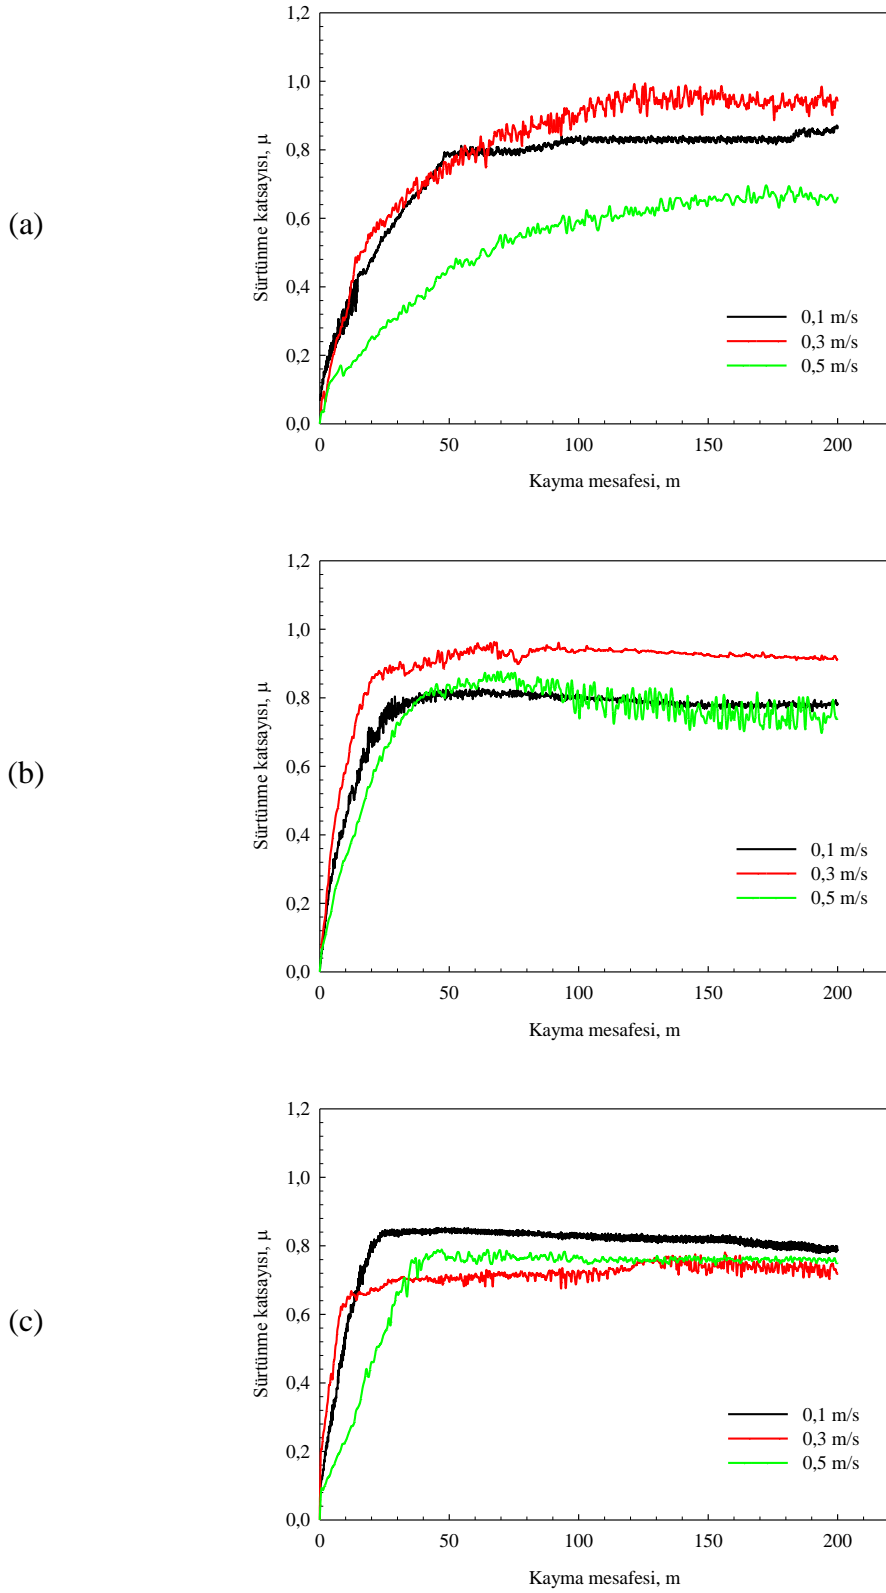 (a)
Sürtünme katsayısı, μ
1,2
1,0
0,8
0,6
0,4
0,2
0,0
0,1 m/s
0,3 m/s
0,5 m/s
0 50 100 150 200
Kayma mesafesi, m
(b)
Sürtünme katsayısı, μ
1,2
1,0
0,8
0,6
0,4
0,2
0,0
0,1 m/s
0,3 m/s
0,5 m/s
0 50 100 150 200
Kayma mesafesi, m
(c)
Sürtünme katsayısı, μ
1,2
1,0
0,8
0,6
0,4
0,2
0,0
0,1 m/s
0,3 m/s
0,5 m/s
0 50 100 150 200
Kayma mesafesi, m